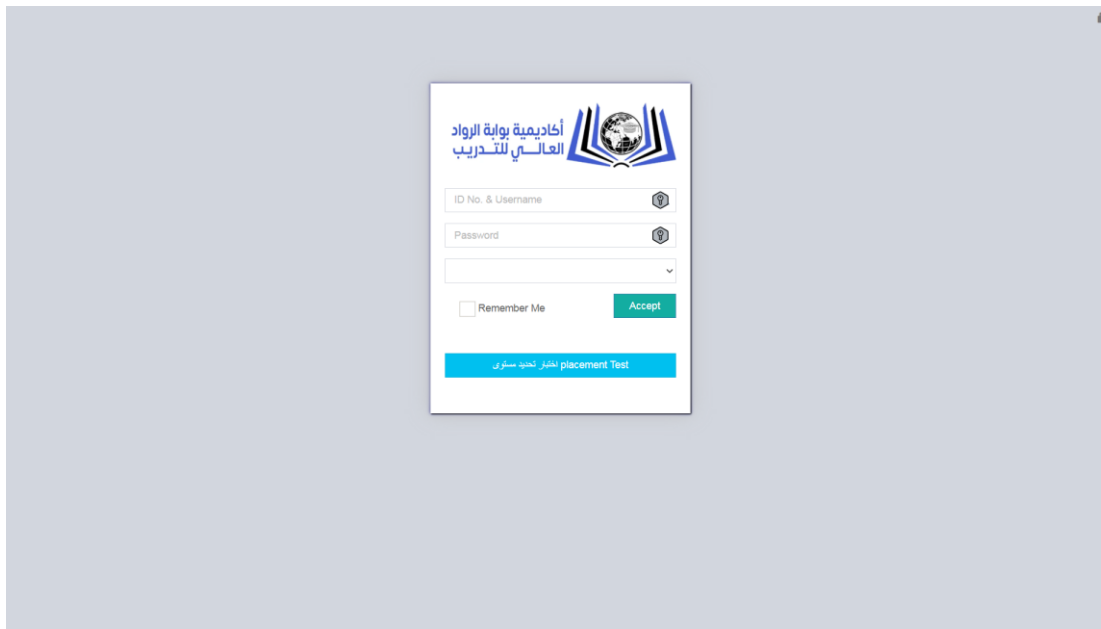 أكاديمية بوابة الرواد
العالـــي للتــدريب
ID No. & Username
Password
Remember Me
Accept
اختبار تحديد مستوى placement Test